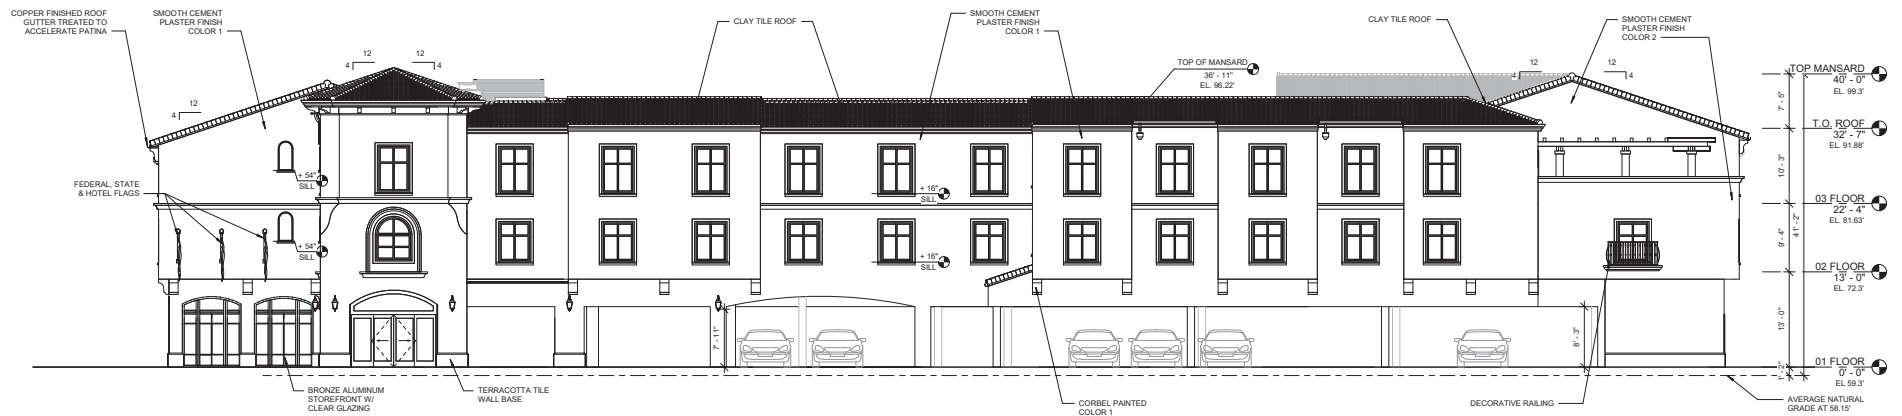 COPPER FINISHED ROOF
GUTTER TREATED TO
ACCELERATE PATINA
SMOOTH CEMENT
PLASTER FINISH
COLOR 1
CLAY TILE ROOF
SMOOTH CEMENT
PLASTER FINISH
COLOR 1
CLAY TILE ROOF
SMOOTH CEMENT
PLASTER FINISH
COLOR 2
12
4
12
4
12
4
12
4
12
4
TOP OF MANSARD
36' - 11"
EL. 96.22'
TOP MANSARD
40' - 0"
EL. 99.3'
7' - 5"
T.O. ROOF
32' - 7"
EL. 91.88'
10' - 3"
FEDERAL, STATE
& HOTEL FLAGS
+ 54"
SILL
+ 16"
SILL
03 FLOOR
22' - 4"
EL. 81.63'
9' - 4"
41' - 2"
+ 54"
SILL
+ 16"
SILL
02 FLOOR
13' - 0"
EL. 72.3'
13' - 0"
7' - 11"
8' - 3"
01 FLOOR
0' - 0"
EL 59.3'
1' - 2"
BRONZE ALUMINUM
STOREFRONT W/
CLEAR GLAZING
TERRACOTTA TILE
WALL BASE
CORBEL PAINTED
COLOR 1
DECORATIVE RAILING
AVERAGE NATURAL
GRADE AT 58.15'